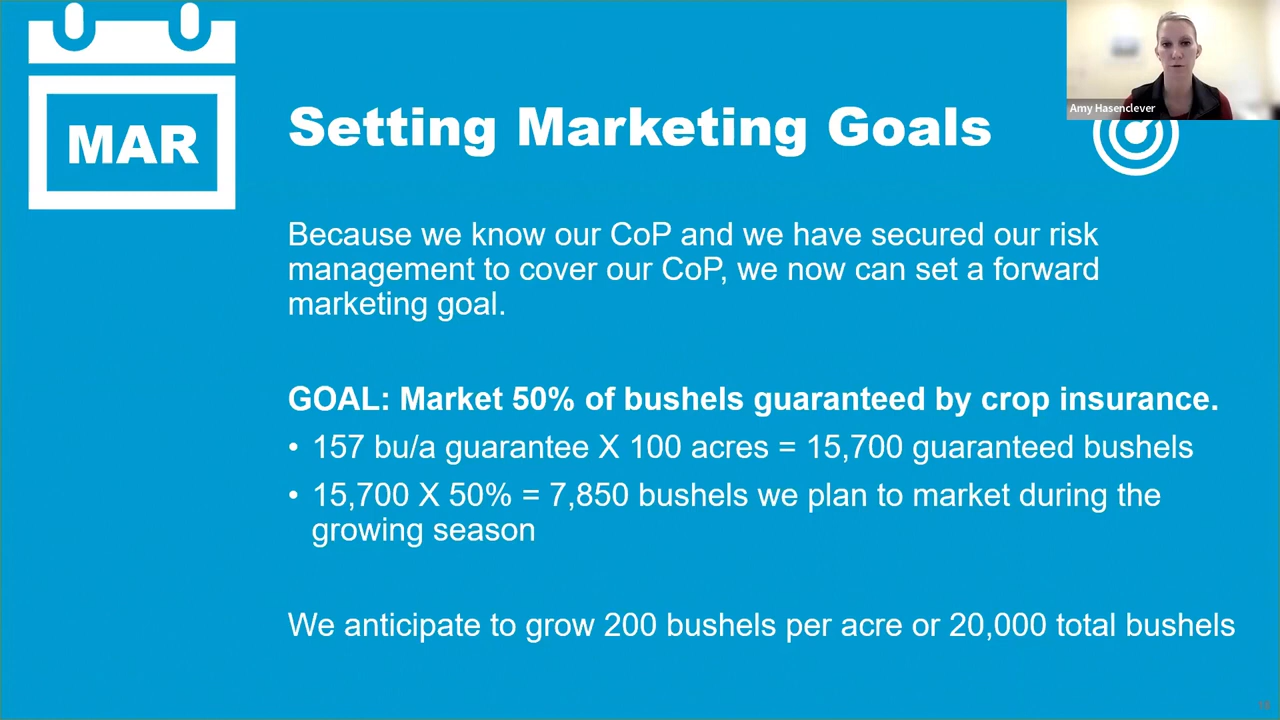 MAR
Setting Marketing Goals
Amy Hasenclever
Because we know our CoP and we have secured our risk
management to cover our CoP, we now can set a forward
marketing goal.
GOAL: Market 50% of bushels guaranteed by crop insurance.
• 157 bu/a guarantee X 100 acres = 15,700 guaranteed bushels
• 15,700 X 50% = 7,850 bushels we plan to market during the
growing season
We anticipate to grow 200 bushels per acre or 20,000 total bushels